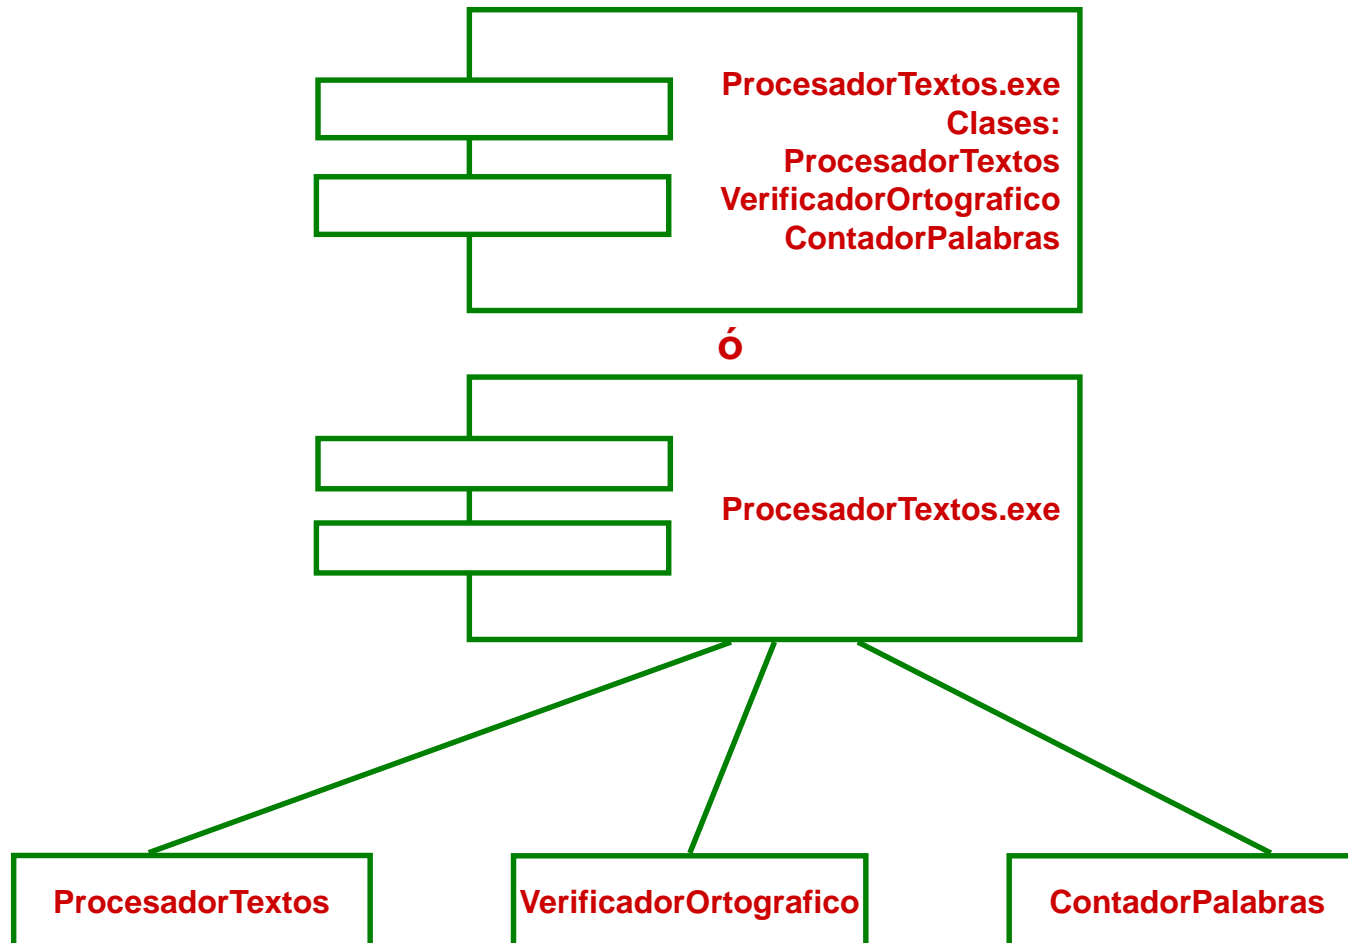 ProcesadorTextos.exe
Clases:
ProcesadorTextos
VerificadorOrtografico
ContadorPalabras
ó
ProcesadorTextos.exe
ProcesadorTextos
VerificadorOrtografico
ContadorPalabras